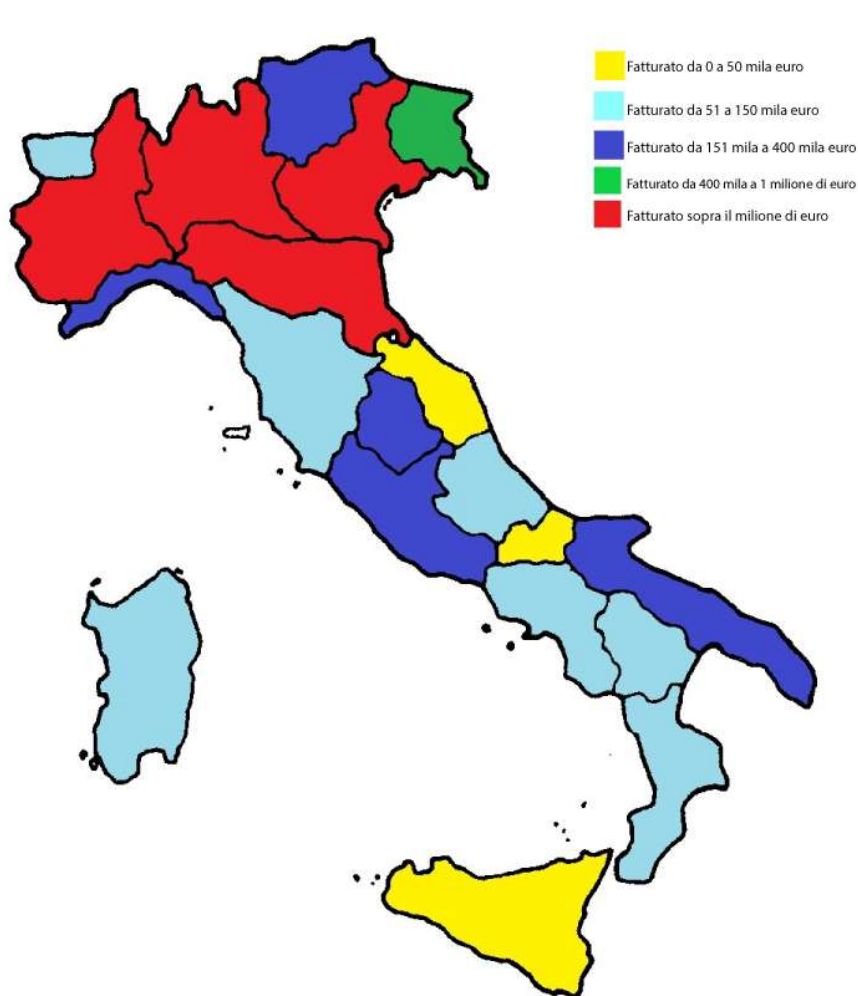 Fatturato da 0 a 50 mila euro
Fatturato da 51 a 150 mila euro
Fatturato da 151 mila a 400 mila euro
Fatturato da 400 mila a 1 milione di euro
Fatturato sopra il milione di euro